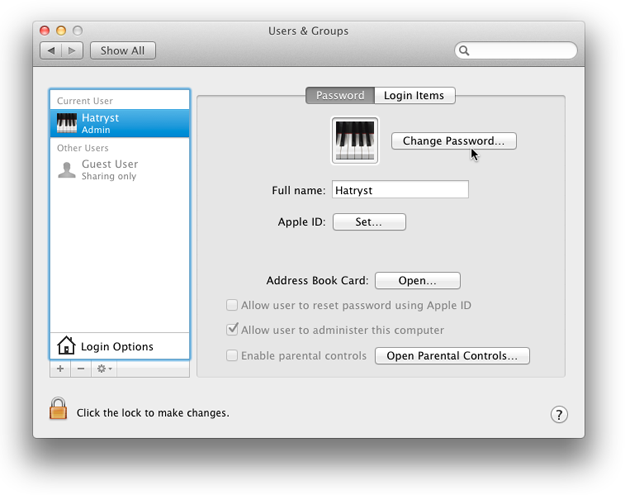 Users & Groups
Show All
Password
Login Items
Current User
Hatryst
Admin
Other Users
Guest User
Sharing only
Login Options
Change Password...
Full name: Hatryst
Apple ID: Set...
Address Book Card: Open...
Allow user to reset password using Apple ID
Allow user to administer this computer
Enable parental controls Open Parental Controls...
Click the lock to make changes.
?